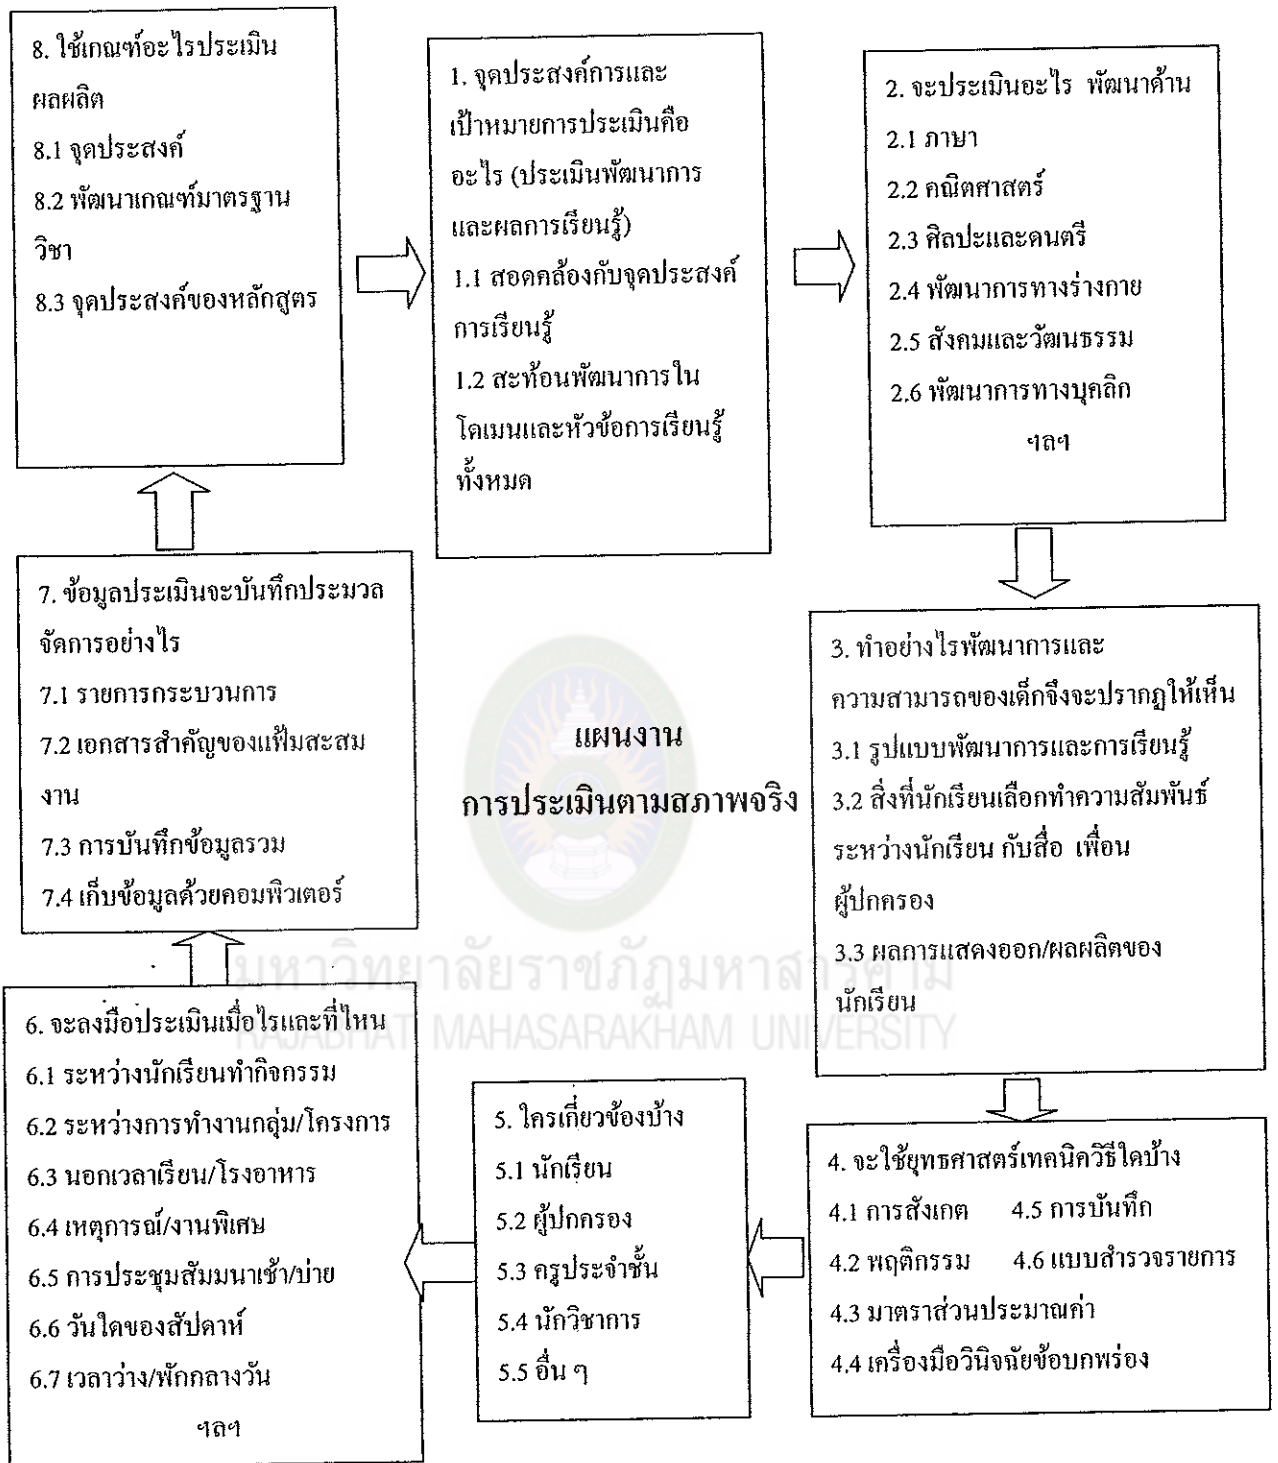 8. ใช้เกณฑ์อะไรประเมิน
ผลผลิต
8.1 จุดประสงค์
8.2 พัฒนาเกณฑ์มาตรฐาน
วิชา
8.3 จุดประสงค์ของหลักสูตร
1. จุดประสงค์การและ
เป้าหมายการประเมินคือ
อะไร (ประเมินพัฒนาการ
และผลการเรียนรู้)
1.1 สอดคล้องกับจุดประสงค์
การเรียนรู้
1.2 สะท้อนพัฒนาการใน
โดเมนและหัวข้อการเรียนรู้
ทั้งหมด
2. จะประเมินอะไร พัฒนาด้าน
2.1 ภาษา
2.2 คณิตศาสตร์
2.3 ศิลปะและดนตรี
2.4 พัฒนาการทางร่างกาย
2.5 สังคมและวัฒนธรรม
2.6 พัฒนาการทางบุคลิก
ฯลฯ
3. ทำอย่างไรพัฒนาการและ
ความสามารถของเด็กจึงจะปรากฏให้เห็น
3.1 รูปแบบพัฒนาการและการเรียนรู้
3.2 สิ่งที่นักเรียนเลือกทำความสัมพันธ์
ระหว่างนักเรียน กับสื่อ เพื่อน
ผู้ปกครอง
3.3 ผลการแสดงออก/ผลผลิตของ
นักเรียน
แผนงาน
การประเมินตามสภาพจริง
7. ข้อมูลประเมินจะบันทึกประมวล
จัดการอย่างไร
7.1 รายการกระบวนการ
7.2 เอกสารสำคัญของแฟ้มสะสม
งาน
7.3 การบันทึกข้อมูลรวม
7.4 เก็บข้อมูลด้วยคอมพิวเตอร์
มหาวิทยาลัยราชภัฏมหาสารคาม
RAJABHAT MAHASARAKHAM UNIVERSITY
6. จะลงมือประเมินเมื่อไรและที่ไหน
6.1 ระหว่างนักเรียนทำกิจกรรม
6.2 ระหว่างการทำงานกลุ่ม/โครงการ
6.3 นอกเวลาเรียน/โรงอาหาร
6.4 เหตุการณ์/งานพิเศษ
6.5 การประชุมสัมมนาเช้า/บ่าย
6.6 วันใดของสัปดาห์
6.7 เวลาว่าง/พักกลางวัน
ฯลฯ
5. ใครเกี่ยวข้องบ้าง
5.1 นักเรียน
5.2 ผู้ปกครอง
5.3 ครูประจำชั้น
5.4 นักวิชาการ
5.5 อื่น ๆ
4. จะใช้ยุทธศาสตร์เทคนิควิธีใดบ้าง
4.1 การสังเกต 4.5 การบันทึก
4.2 พฤติกรรม 4.6 แบบสำรวจรายการ
4.3 มาตราส่วนประมาณค่า
4.4 เครื่องมือวินิจฉัยข้อบกพร่อง